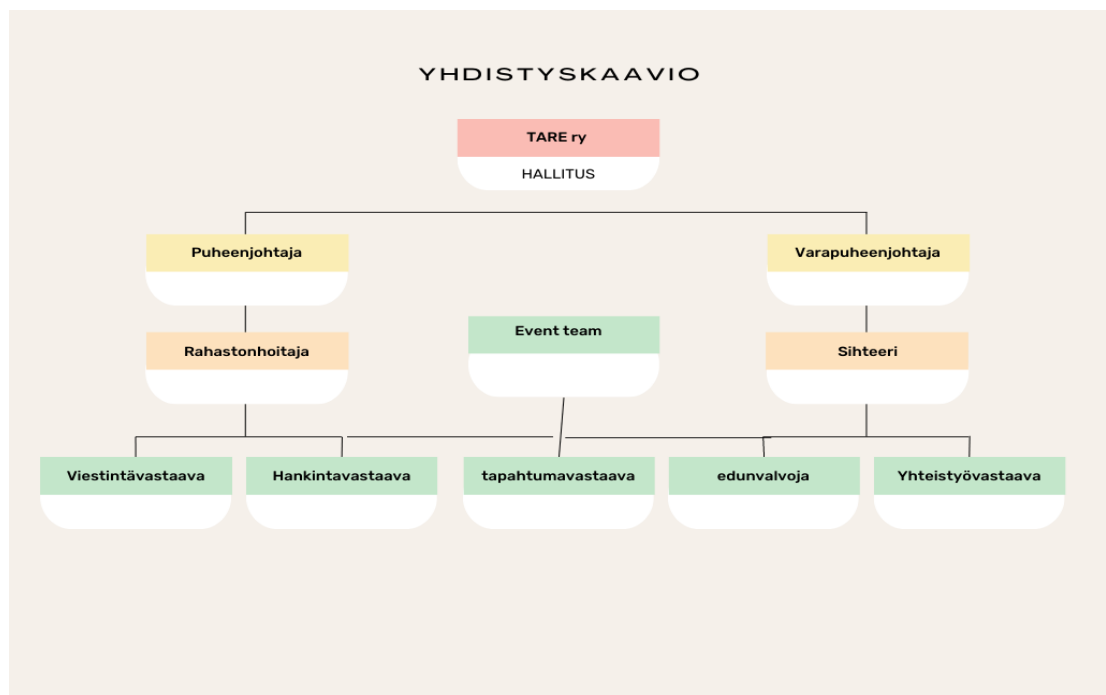 YHDISTYSKAAVIO
TARE ry
HALLITUS
Puheenjohtaja
Varapuheenjohtaja
Event team
Rahastonhoitaja
Sihteeri
Viestintävastaava
Hankintavastaava
tapahtumavastaava
edunvalvoja
Yhteistyövastaava